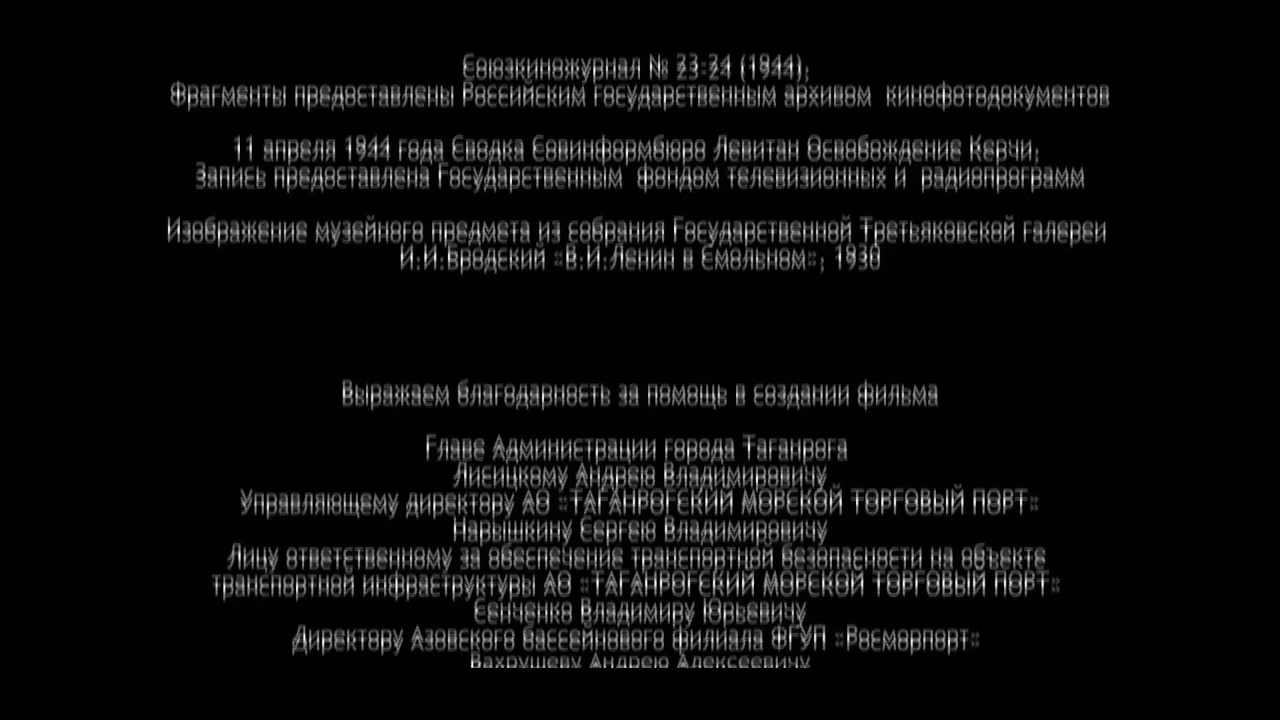 Союзкиножурнал № 23-24 (1944),
Фрагменты предоставлены Российским государственным архивом кинофотодокументов
11 апреля 1944 года Сводка Совинформбюро Левитан Освобождение Керчи,
Запись предоставлена Государственным фондом телевизионных и радиопрограмм
Изображение музейного предмета из собрания Государственной Третьяковской галереи
И.И.Бродский «В.И.Ленин в Смольном», 1930
Выражаем благодарность за помощь в создании фильма
Главе Администрации города Таганрога
Лисицкому Андрею Владимировичу
Управляющему директору АО «ТАГАНРОГСКИЙ МОРСКОЙ ТОРГОВЫЙ ПОРТ»
Нарышкину Сергею Владимировичу
Лицу ответственному за обеспечение транспортной безопасности на объекте
транспортной инфраструктуры АО «ТАГАНРОГСКИЙ МОРСКОЙ ТОРГОВЫЙ ПОРТ»
Сенченко Владимиру Юрьевичу
Директору Азовского бассейнового филиала ФГУП «Росморпорт»
Вахрушеву Андрею Алексеевичу